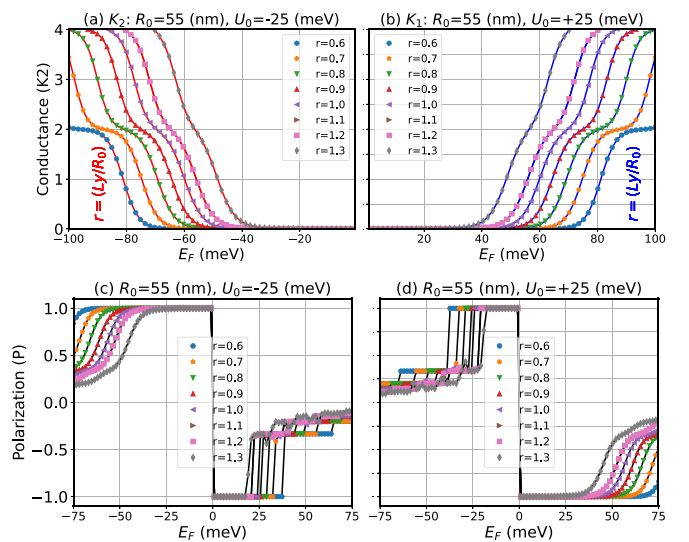 (a) K₂: R₀=55 (nm), U₀=-25 (meV)
Conductance (K2)
4
3
2
1
0
r=0.6
r=0.7
r=0.8
r=0.9
r=1.0
r=1.1
r=1.2
r=1.3
r = (Ly/R₀)
−100 −80 −60 −40 −20
E_F (meV)
(b) K₁: R₀=55 (nm), U₀=+25 (meV)
r=0.6
r=0.7
r=0.8
r=0.9
r=1.0
r=1.1
r=1.2
r=1.3
r = (Ly/R₀)
20 40 60 80 100
E_F (meV)
(c) R₀=55 (nm), U₀=-25 (meV)
Polarization (P)
1.0
0.5
0.0
−0.5
−1.0
r=0.6
r=0.7
r=0.8
r=0.9
r=1.0
r=1.1
r=1.2
r=1.3
−75 −50 −25 0 25 50 75
E_F (meV)
(d) R₀=55 (nm), U₀=+25 (meV)
r=0.6
r=0.7
r=0.8
r=0.9
r=1.0
r=1.1
r=1.2
r=1.3
−75 −50 −25 0 25 50 75
E_F (meV)